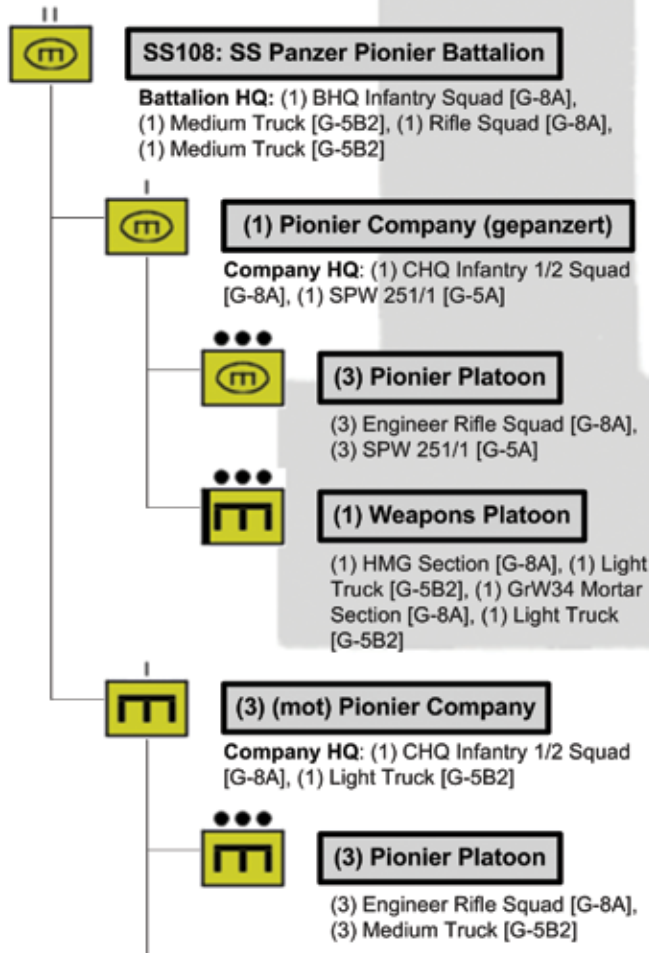 SS108: SS Panzer Pionier Battalion
Battalion HQ: (1) BHQ Infantry Squad [G-8A],
(1) Medium Truck [G-5B2], (1) Rifle Squad [G-8A],
(1) Medium Truck [G-5B2]
(1) Pionier Company (gepanzert)
Company HQ: (1) CHQ Infantry 1/2 Squad
[G-8A], (1) SPW 251/1 [G-5A]
(3) Pionier Platoon
(3) Engineer Rifle Squad [G-8A],
(3) SPW 251/1 [G-5A]
(1) Weapons Platoon
(1) HMG Section [G-8A], (1) Light
Truck [G-5B2], (1) GrW34 Mortar
Section [G-8A], (1) Light Truck
[G-5B2]
(3) (mot) Pionier Company
Company HQ: (1) CHQ Infantry 1/2 Squad
[G-8A], (1) Light Truck [G-5B2]
(3) Pionier Platoon
(3) Engineer Rifle Squad [G-8A],
(3) Medium Truck [G-5B2]